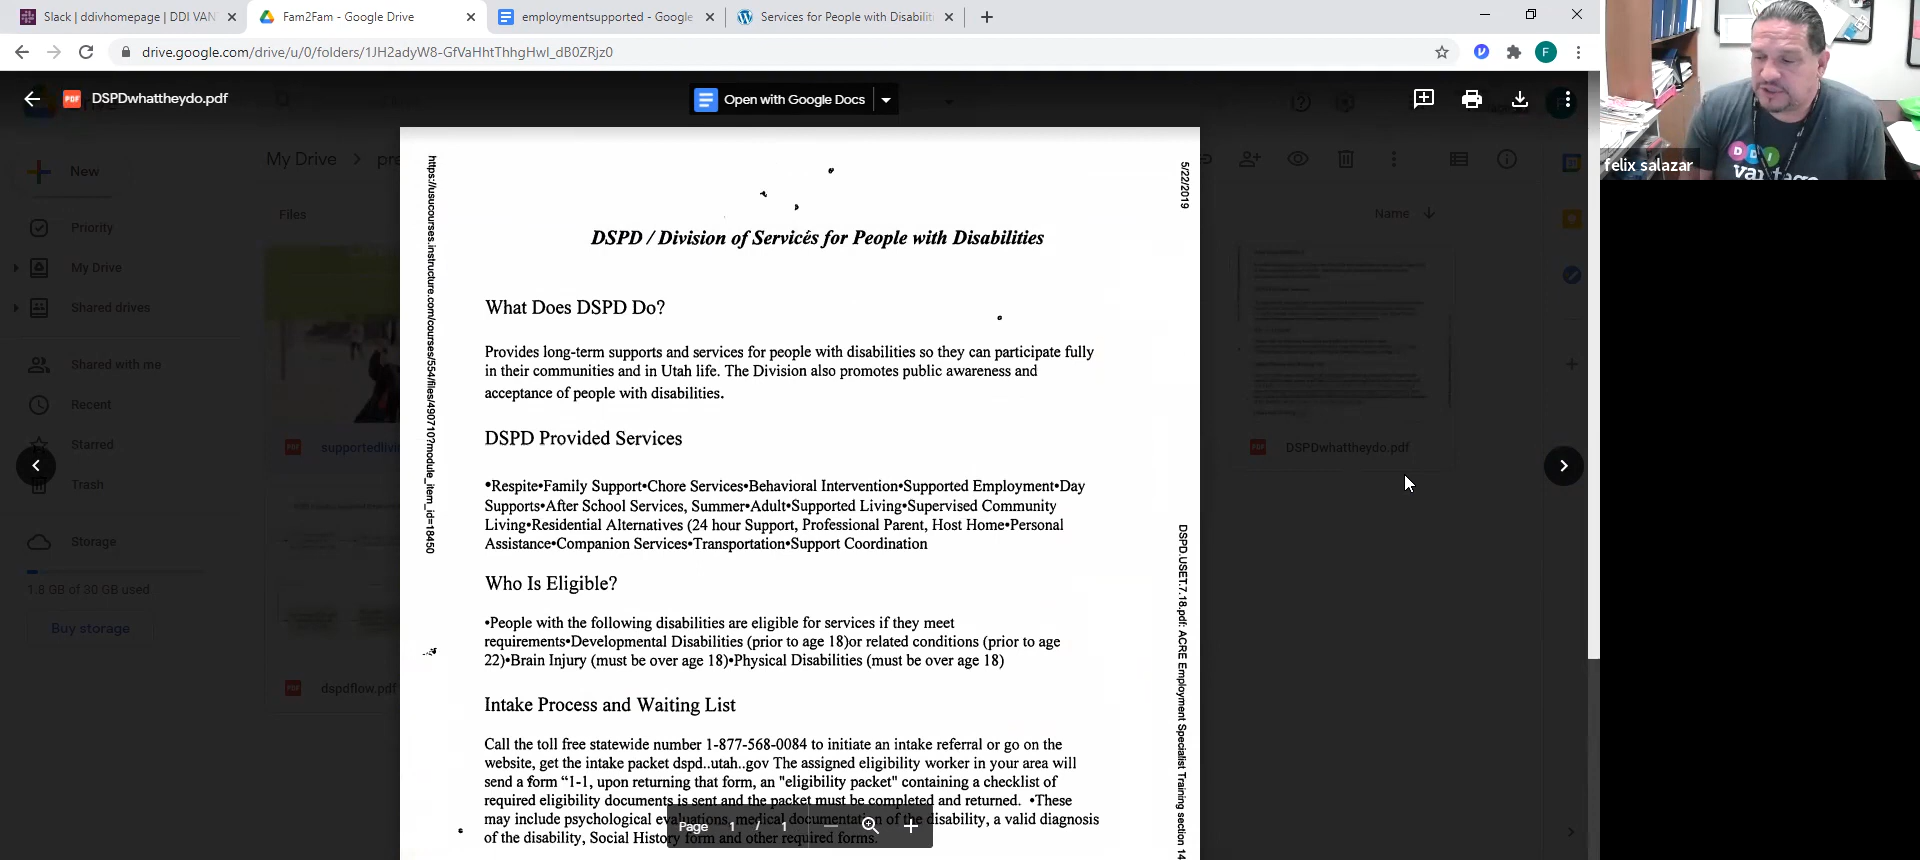 Slack | ddivhomepage | DDI VAN
Fam2Fam - Google Drive
employmentsupported - Google
Services for People with Disabilit
drive.google.com/drive/u/0/folders/1JH2adyW8-GfVaHhtThhgHwI_dB0ZRjz0
F
PDF
DSPDwhattheydo.pdf
Open with Google Docs
My Drive
pre
New
Files
Name
Priority
My Drive
Shared drives
Shared with me
Recent
Starred
Trash
Storage
1.8 GB of 30 GB used
Buy storage
PDF
supportedlivi
PDF
dspdflow.pdf
PDF
DSPDwhattheydo.pdf
https://usucourses.instructure.com/courses/554/files/490710?module_item_id=18450
5/22/2019
DSPD.USET.7.18.pdf: ACRE Employment Specialist Training section 14
DSPD / Division of Services for People with Disabilities
What Does DSPD Do?
Provides long-term supports and services for people with disabilities so they can participate fully
in their communities and in Utah life. The Division also promotes public awareness and
acceptance of people with disabilities.
DSPD Provided Services
•Respite•Family Support•Chore Services•Behavioral Intervention•Supported Employment•Day
Supports•After School Services, Summer•Adult•Supported Living•Supervised Community
Living•Residential Alternatives (24 hour Support, Professional Parent, Host Home•Personal
Assistance•Companion Services•Transportation•Support Coordination
Who Is Eligible?
•People with the following disabilities are eligible for services if they meet
requirements•Developmental Disabilities (prior to age 18)or related conditions (prior to age
22)•Brain Injury (must be over age 18)•Physical Disabilities (must be over age 18)
Intake Process and Waiting List
Call the toll free statewide number 1-877-568-0084 to initiate an intake referral or go on the
website, get the intake packet dspd..utah..gov The assigned eligibility worker in your area will
send a form “1-1, upon returning that form, an "eligibility packet" containing a checklist of
required eligibility documents is sent and the packet must be completed and returned. •These
may include psychological evaluations, medical documentation of the disability, a valid diagnosis
of the disability, Social History form and other required forms.
Page 1 / 1
felix salazar
DDI
vantage